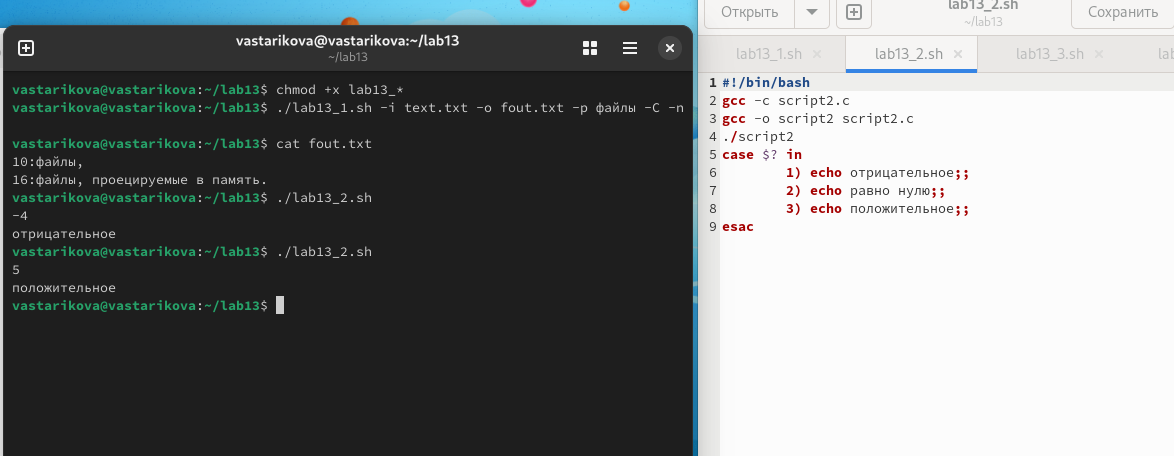 vastarikova@vastarikova:~/lab13
~/lab13
vastarikova@vastarikova:~/lab13$ chmod +x lab13_*
vastarikova@vastarikova:~/lab13$ ./lab13_1.sh -i text.txt -o fout.txt -p файлы -C -n
vastarikova@vastarikova:~/lab13$ cat fout.txt
10:файлы,
16:файлы, проецируемые в память.
vastarikova@vastarikova:~/lab13$ ./lab13_2.sh
-4
отрицательное
vastarikova@vastarikova:~/lab13$ ./lab13_2.sh
5
положительное
vastarikova@vastarikova:~/lab13$
Открыть
lab13_2.sh
~/lab13
Сохранить
lab13_1.sh
lab13_2.sh
lab13_3.sh
la
1 #!/bin/bash
2 gcc -c script2.c
3 gcc -o script2 script2.c
4 ./script2
5 case $? in
6 1) echo отрицательное;;
7 2) echo равно нулю;;
8 3) echo положительное;;
9 esac